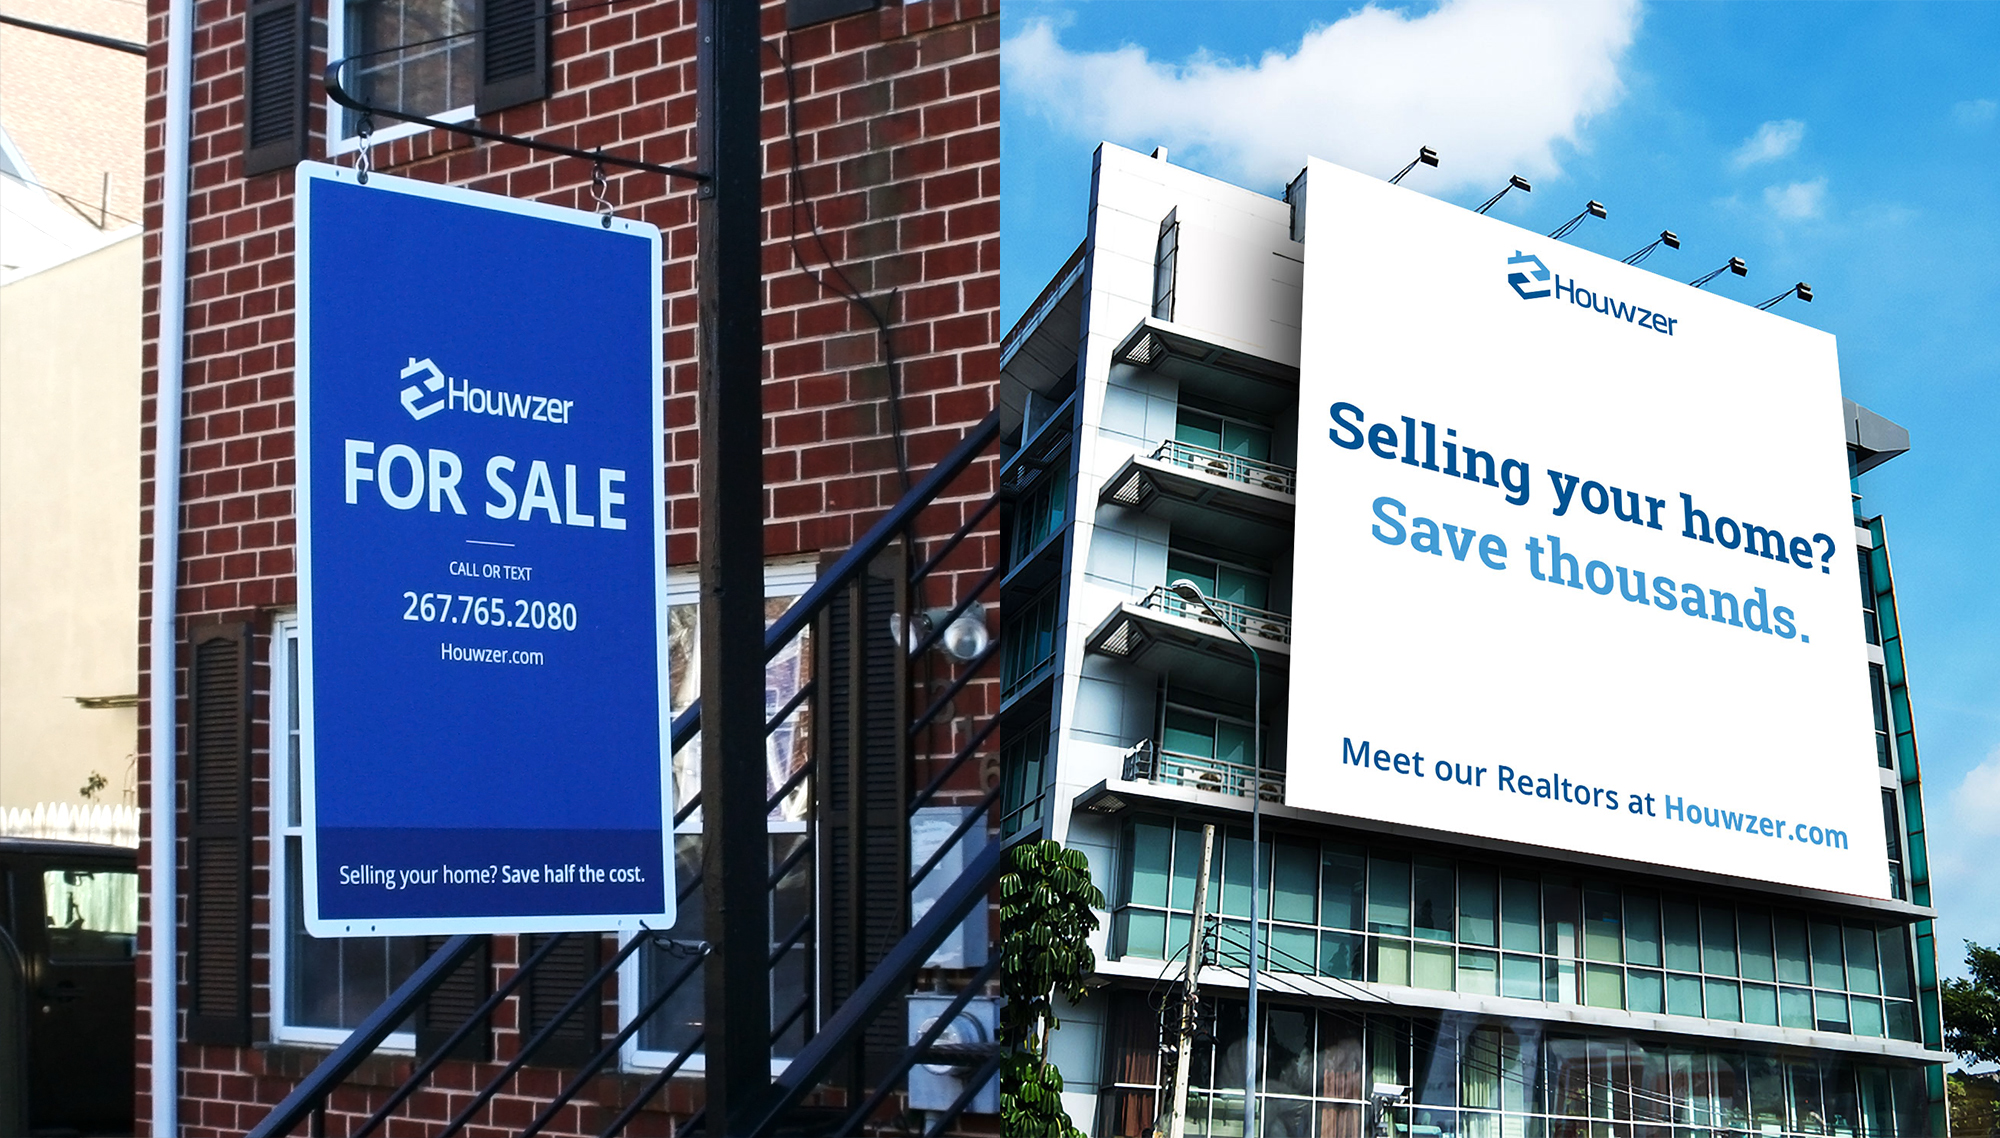 Houwzer
FOR SALE
CALL OR TEXT
267.765.2080
Houwzer.com
Selling your home? Save half the cost.
Houwzer
Selling your home?
Save thousands.
Meet our Realtors at Houwzer.com